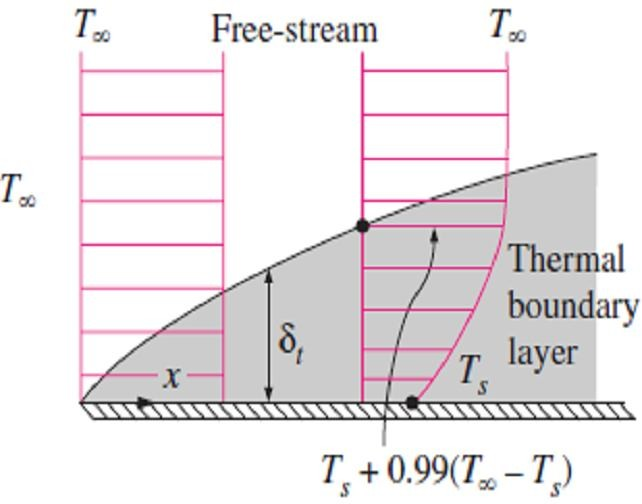 T∞ Free-stream T∞
T∞
Thermal
boundary
layer
δt
x
Ts
Ts + 0.99(T∞ – Ts)